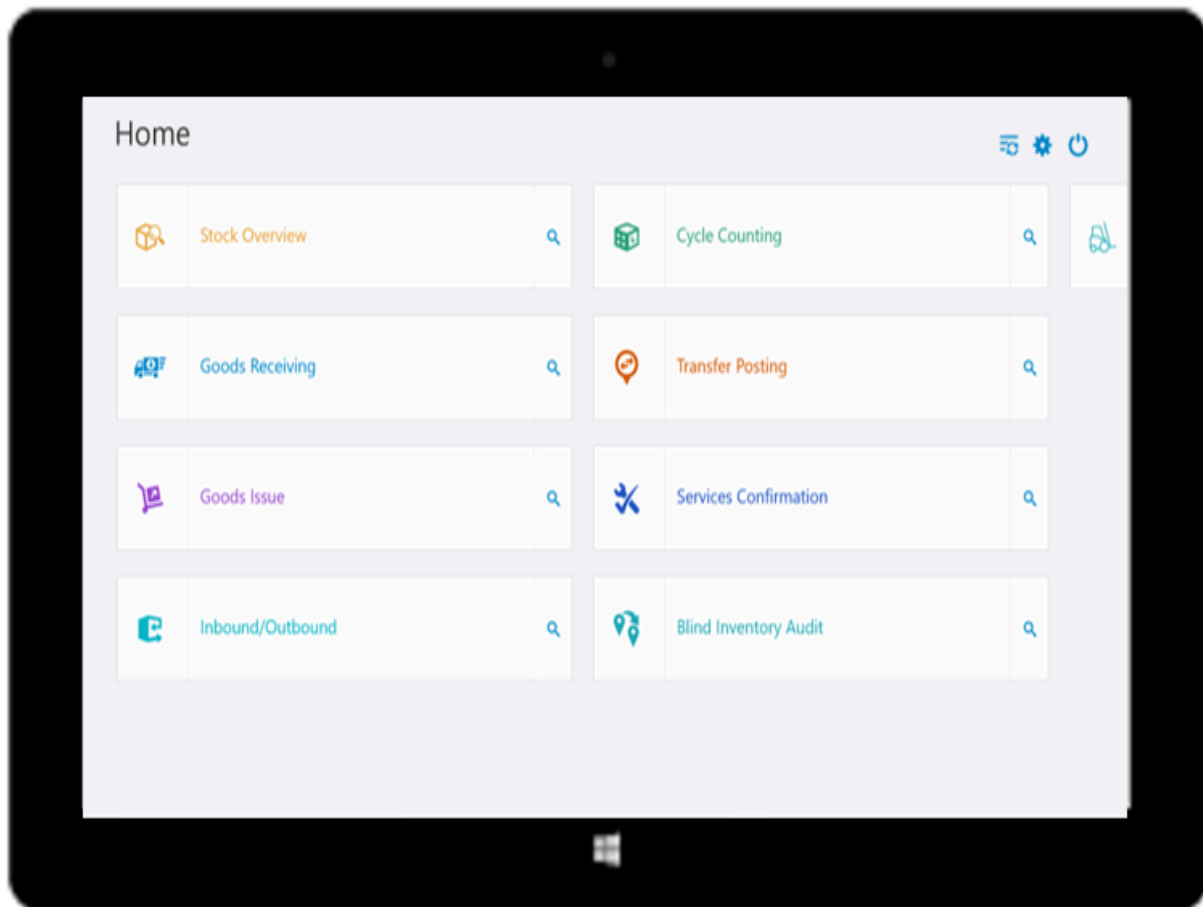 Home
Stock Overview
Cycle Counting
Goods Receiving
Transfer Posting
Goods Issue
Services Confirmation
Inbound/Outbound
Blind Inventory Audit